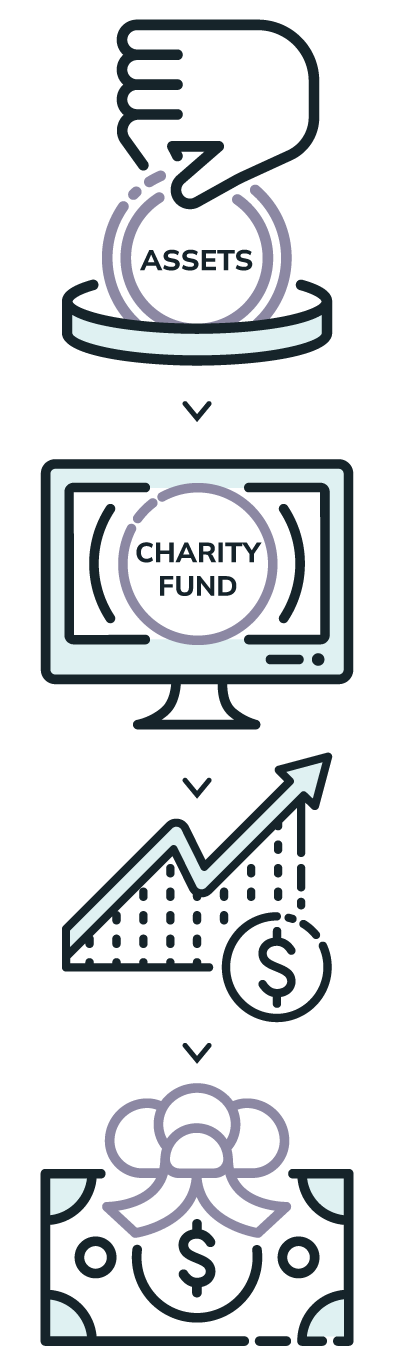 ASSETS
CHARITY
FUND
$
$